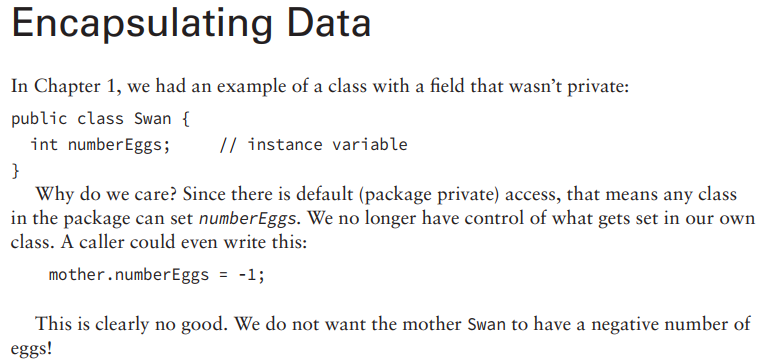 Encapsulating Data
In Chapter 1, we had an example of a class with a field that wasn’t private:
public class Swan {
int numberEggs; // instance variable
}
Why do we care? Since there is default (package private) access, that means any class
in the package can set numberEggs. We no longer have control of what gets set in our own
class. A caller could even write this:
mother.numberEggs = -1;
This is clearly no good. We do not want the mother Swan to have a negative number of
eggs!